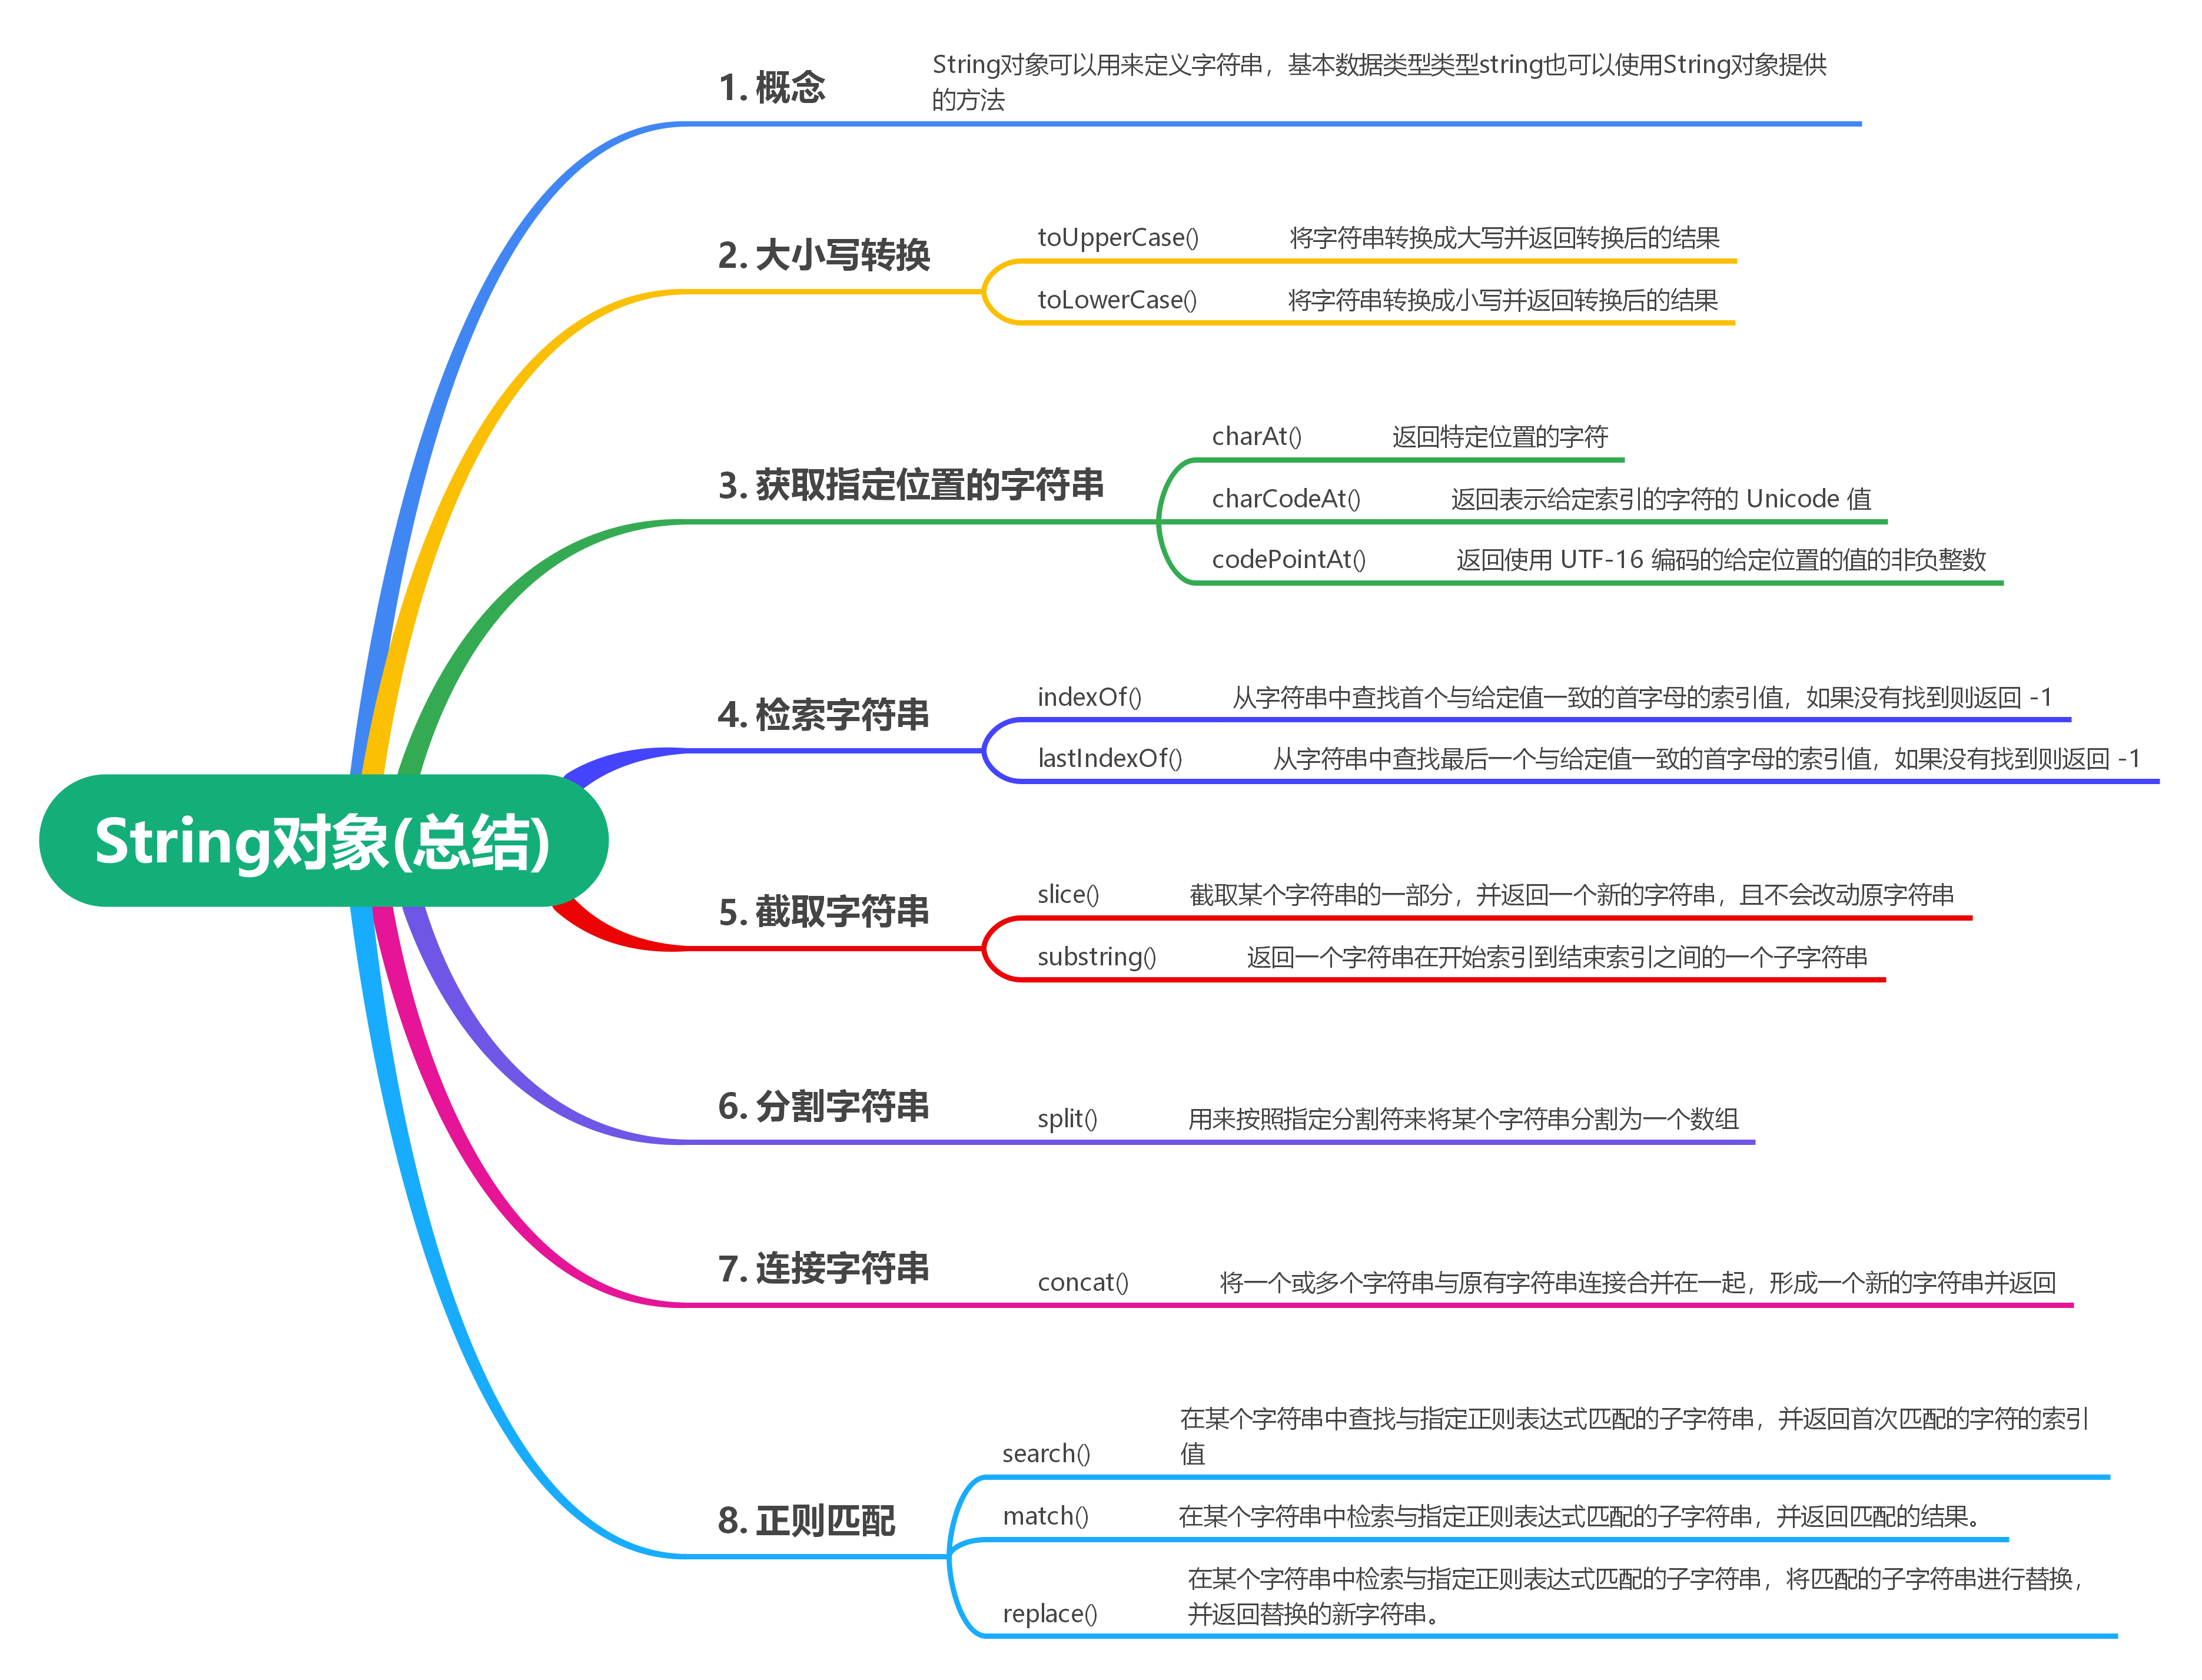 String对象(总结)
1. 概念
String对象可以用来定义字符串，基本数据类型类型string也可以使用String对象提供
的方法
2. 大小写转换
toUpperCase() 将字符串转换成大写并返回转换后的结果
toLowerCase() 将字符串转换成小写并返回转换后的结果
3. 获取指定位置的字符串
charAt() 返回特定位置的字符
charCodeAt() 返回表示给定索引的字符的 Unicode 值
codePointAt() 返回使用 UTF-16 编码的给定位置的值的非负整数
4. 检索字符串
indexOf() 从字符串中查找首个与给定值一致的首字母的索引值，如果没有找到则返回 -1
lastIndexOf() 从字符串中查找最后一个与给定值一致的首字母的索引值，如果没有找到则返回 -1
5. 截取字符串
slice() 截取某个字符串的一部分，并返回一个新的字符串，且不会改动原字符串
substring() 返回一个字符串在开始索引到结束索引之间的一个子字符串
6. 分割字符串
split() 用来按照指定分割符来将某个字符串分割为一个数组
7. 连接字符串
concat() 将一个或多个字符串与原有字符串连接合并在一起，形成一个新的字符串并返回
8. 正则匹配
search()
在某个字符串中查找与指定正则表达式匹配的子字符串，并返回首次匹配的字符的索引
值
match() 在某个字符串中检索与指定正则表达式匹配的子字符串，并返回匹配的结果。
replace()
在某个字符串中检索与指定正则表达式匹配的子字符串，将匹配的子字符串进行替换，
并返回替换的新字符串。